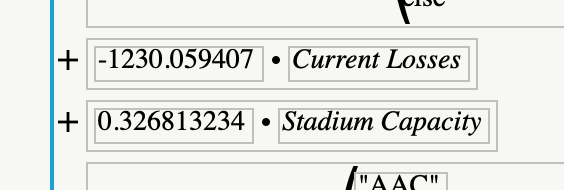 else
+ -1230.059407 • Current Losses
+ 0.326813234 • Stadium Capacity
"AAC"